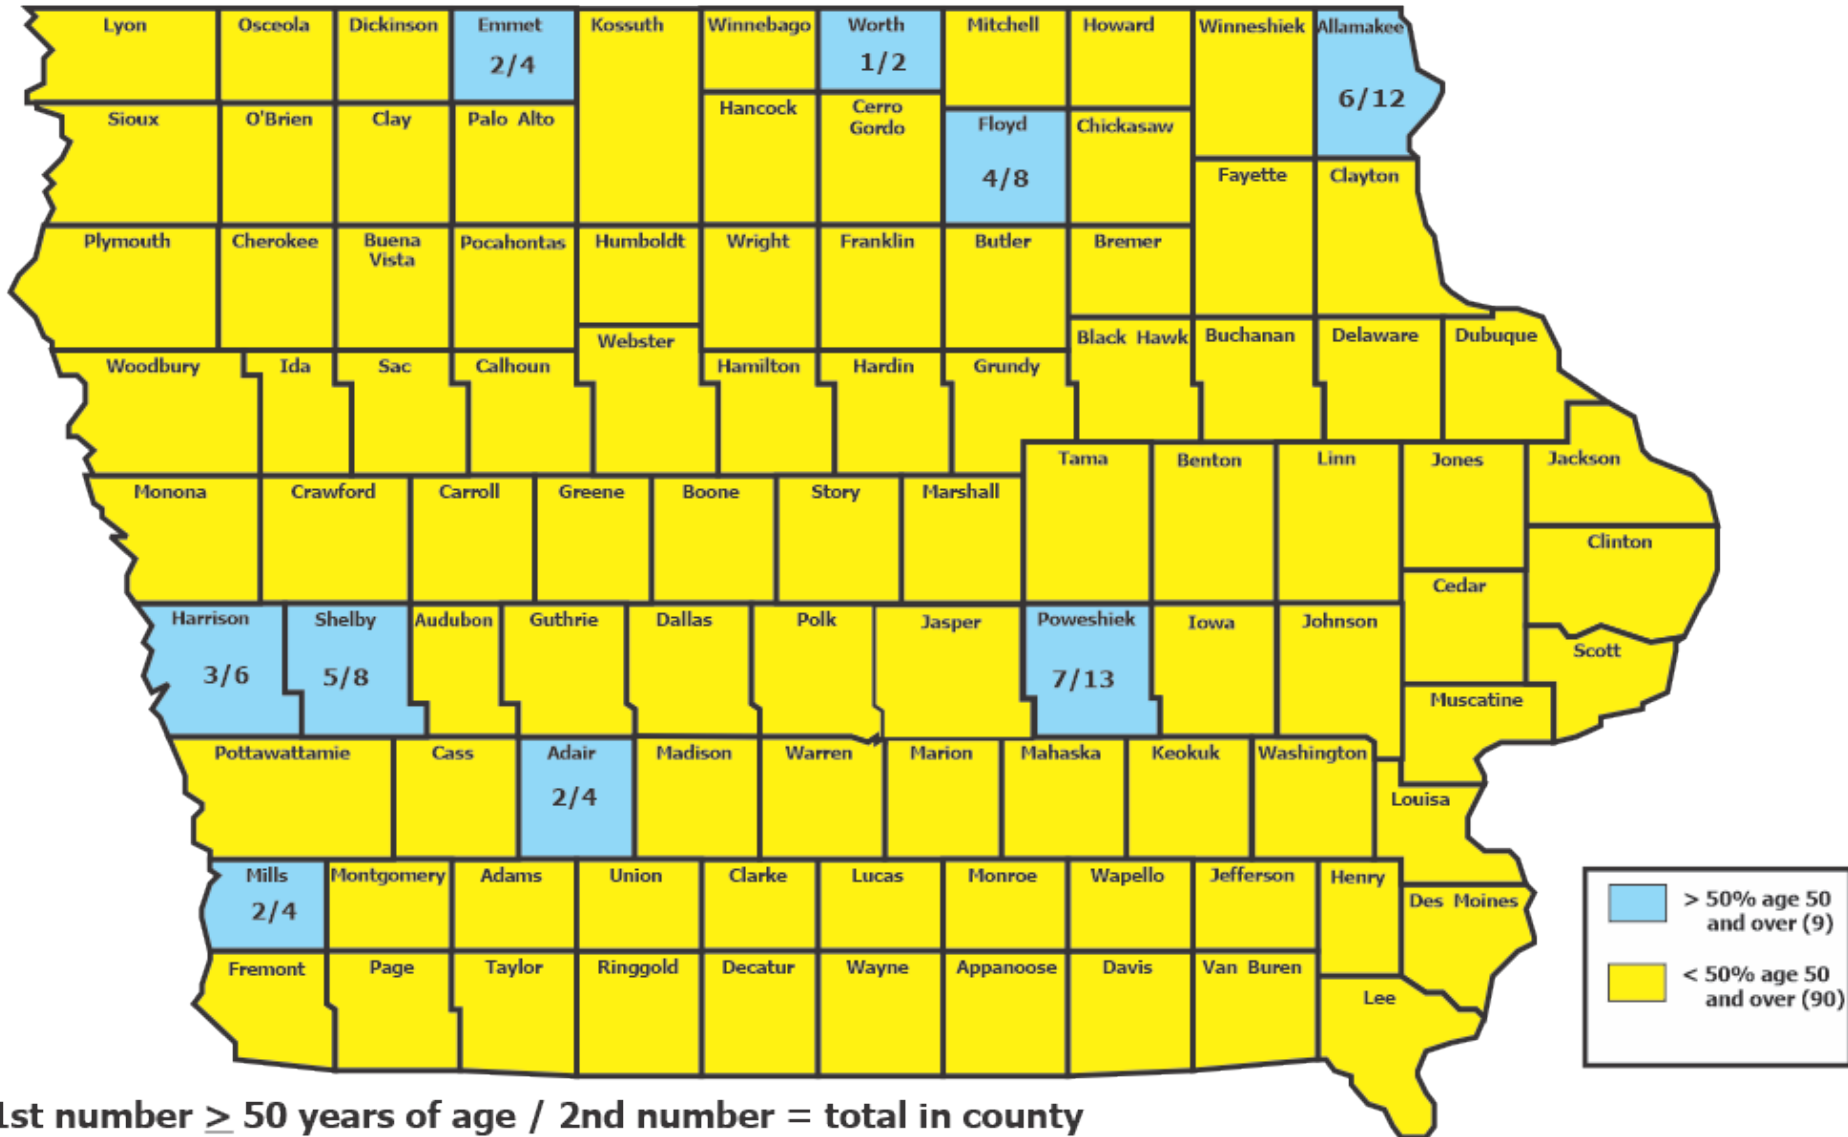 Lyon Osceola Dickinson Emmet Kossuth Winnebago Worth Mitchell Howard Winneshiek Allamakee
2/4 1/2
6/12
Sioux O'Brien Clay Palo Alto Hancock Cerro
Gordo Floyd Chickasaw
4/8
Fayette Clayton
Plymouth Cherokee Buena
Vista Pocahontas Humboldt Wright Franklin Butler Bremer
Webster Black Hawk Buchanan Delaware Dubuque
Woodbury Ida Sac Calhoun Hamilton Hardin Grundy
Tama Benton Linn Jones Jackson
Monona Crawford Carroll Greene Boone Story Marshall
Clinton
Cedar
Harrison Shelby Audubon Guthrie Dallas Polk Jasper Poweshiek Iowa Johnson
3/6 5/8 7/13
Scott
Muscatine
Pottawattamie Cass Adair Madison Warren Marion Mahaska Keokuk Washington
2/4
Louisa
Mills Montgomery Adams Union Clarke Lucas Monroe Wapello Jefferson Henry
2/4
Des Moines
Fremont Page Taylor Ringgold Decatur Wayne Appanoose Davis Van Buren
Lee
> 50% age 50
and over (9)
< 50% age 50
and over (90)
1st number ≥ 50 years of age / 2nd number = total in county